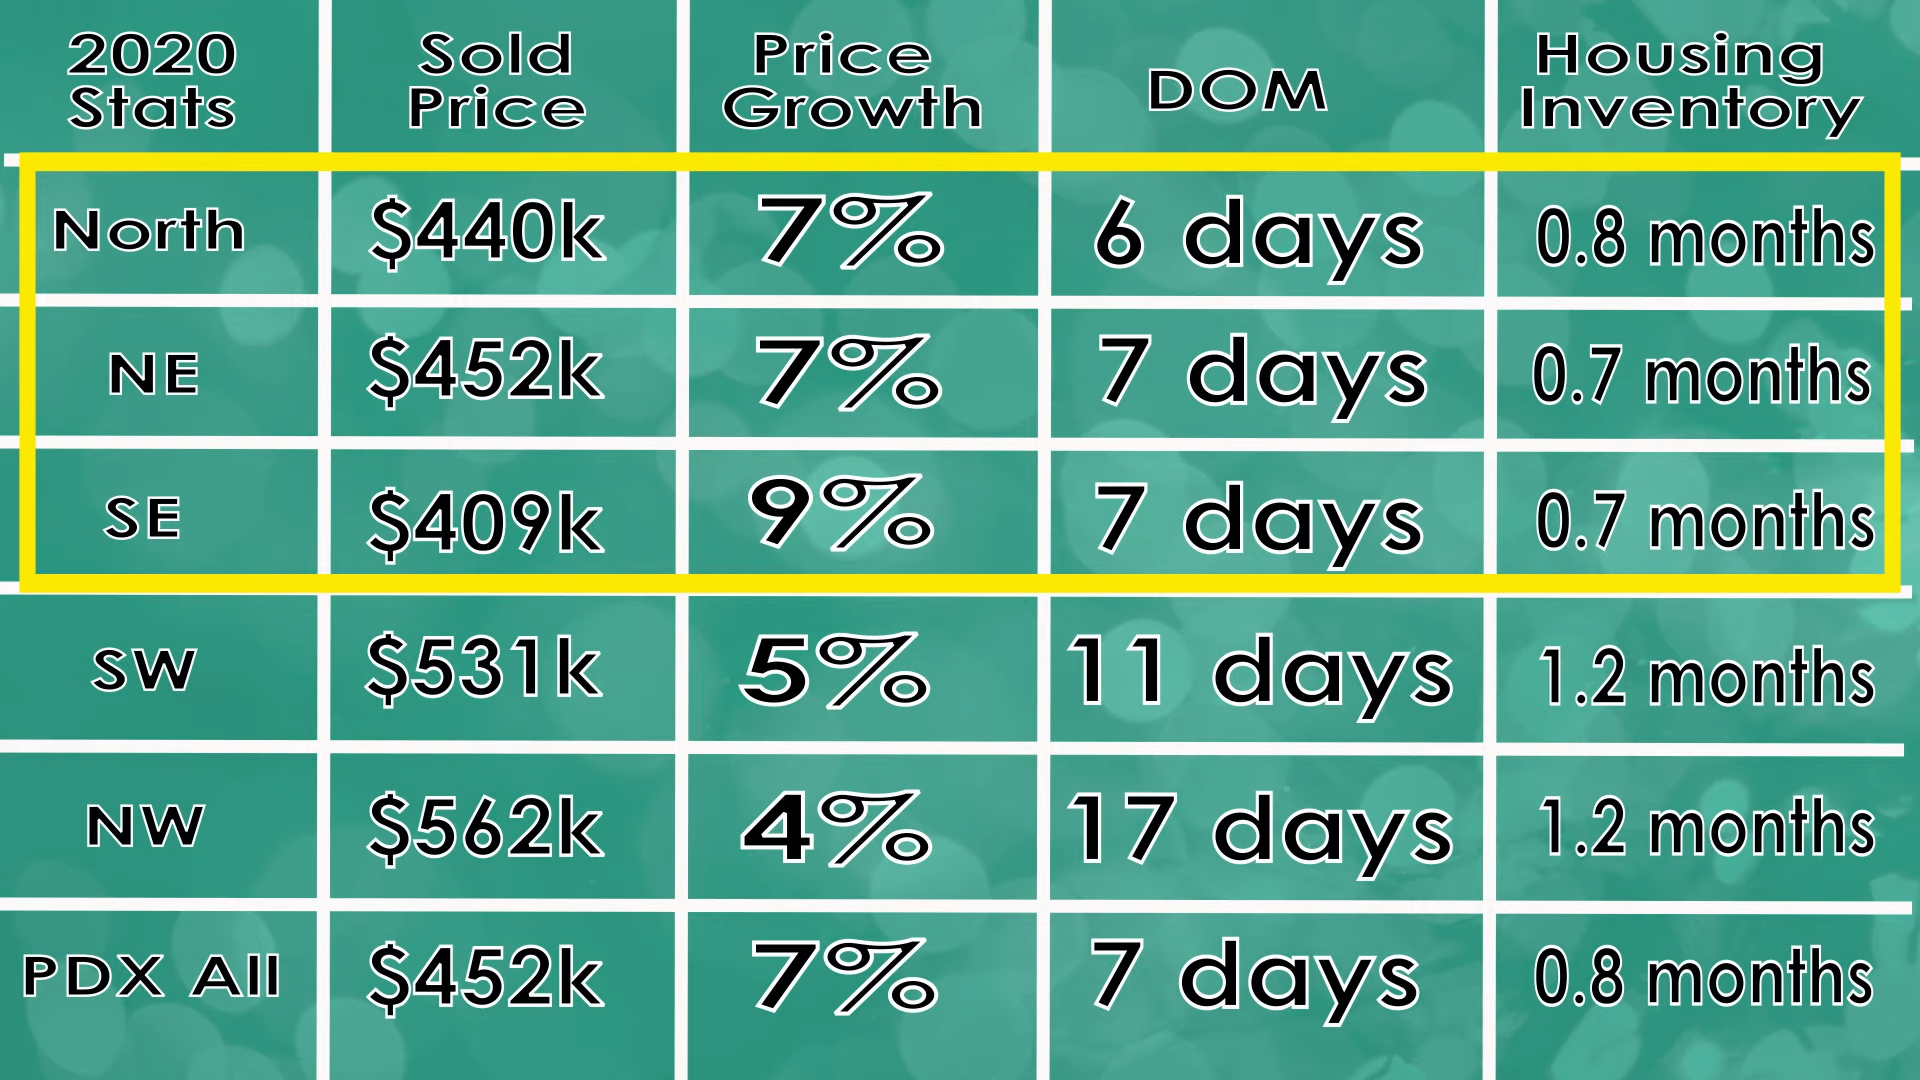 2020 Stats Sold Price Price Growth DOM Housing Inventory
North $440k 7% 6 days 0.8 months
NE $452k 7% 7 days 0.7 months
SE $409k 9% 7 days 0.7 months
SW $531k 5% 11 days 1.2 months
NW $562k 4% 17 days 1.2 months
PDX All $452k 7% 7 days 0.8 months